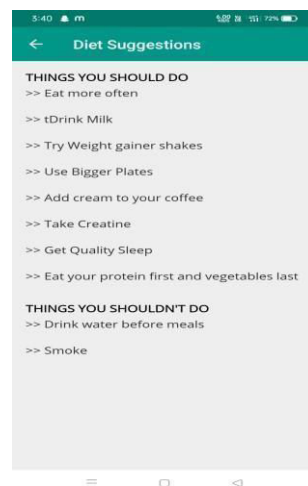 5:40 m 72%
Diet Suggestions
THINGS YOU SHOULD DO
>> Eat more often
>> tDrink Milk
>> Try Weight gainer shakes
>> Use Bigger Plates
>> Add cream to your coffee
>> Take Creatine
>> Get Quality Sleep
>> Eat your protein first and vegetables last
THINGS YOU SHOULDN'T DO
>> Drink water before meals
>> Smoke